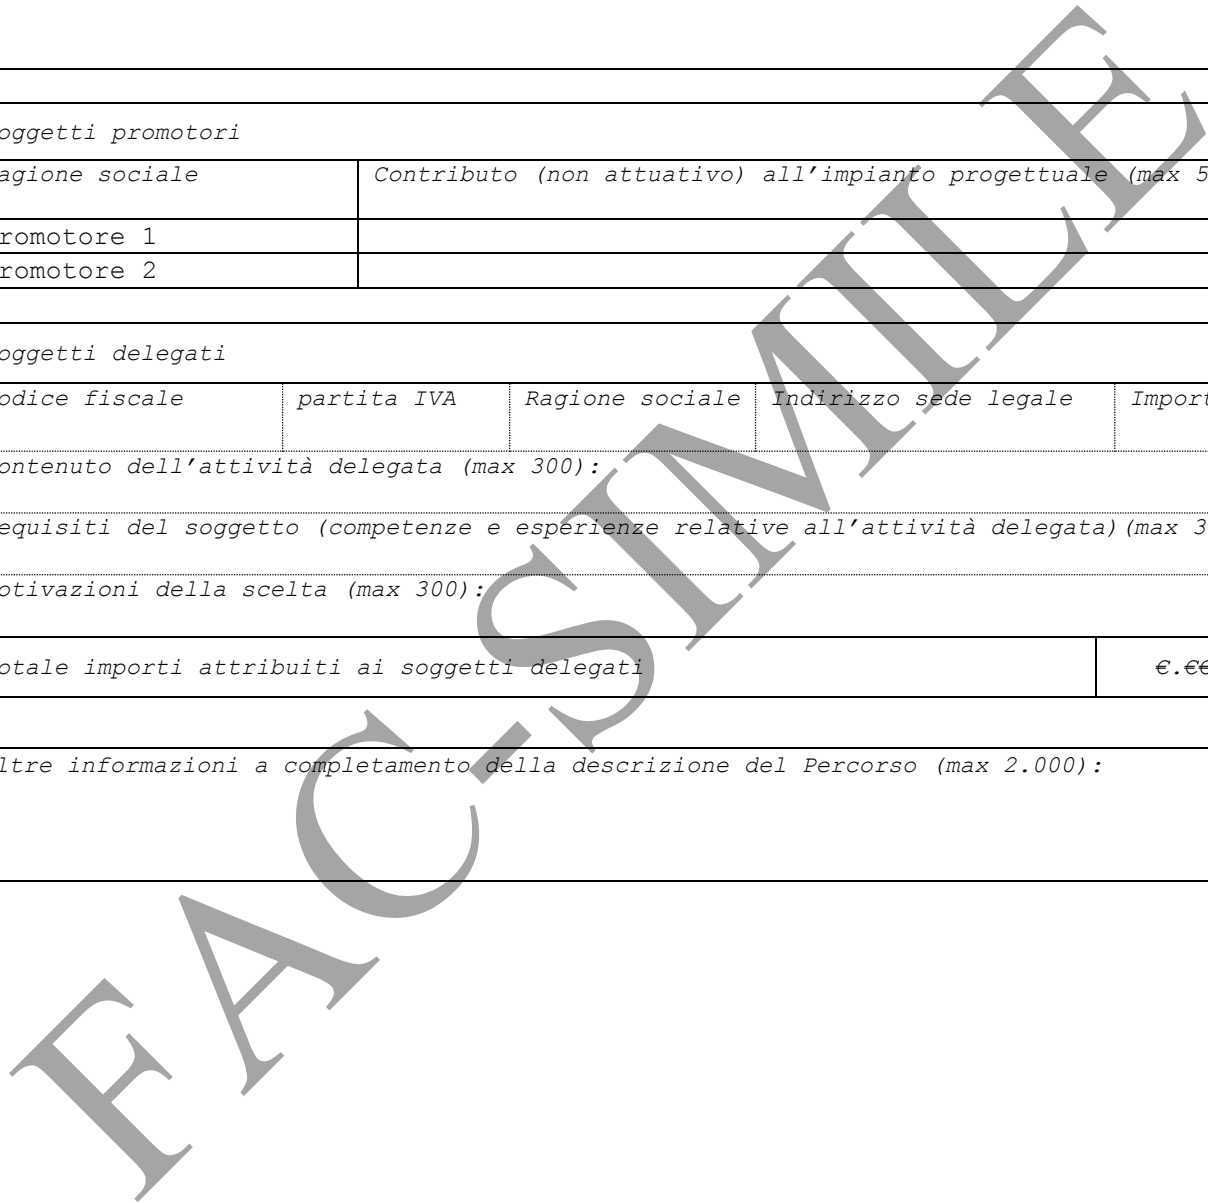 oggetti promotori
agione sociale Contributo (non attuativo) all’impianto progettuale (max 5
romotore 1
romotore 2
oggetti delegati
odice fiscale partita IVA Ragione sociale Indirizzo sede legale Import
ontenuto dell’attività delegata (max 300):
equisiti del soggetto (competenze e esperienze relative all’attività delegata)(max 3
otivazioni della scelta (max 300):
otale importi attribuiti ai soggetti delegati €.€€
ltre informazioni a completamento della descrizione del Percorso (max 2.000):
FAC-SIMILE